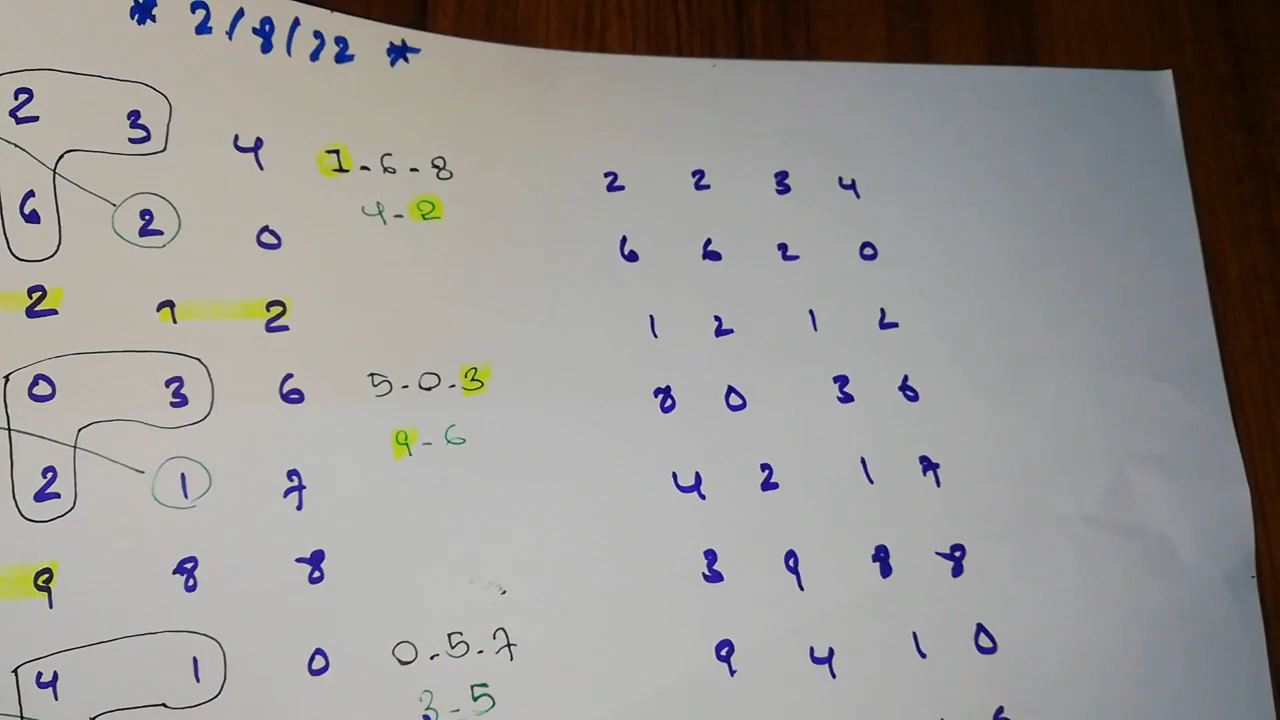 * 2/8/22 *
2 3 4 1-6-8
6 2 0 4-2
2 1 2
0 3 6 5-0-3
2 1 7 9-6
9 8 8
4 1 0 0-5-7
3-5
2 2 3 4
6 6 2 0
1 2 1 2
8 0 3 6
4 2 1 7
3 9 8 8
9 4 1 0